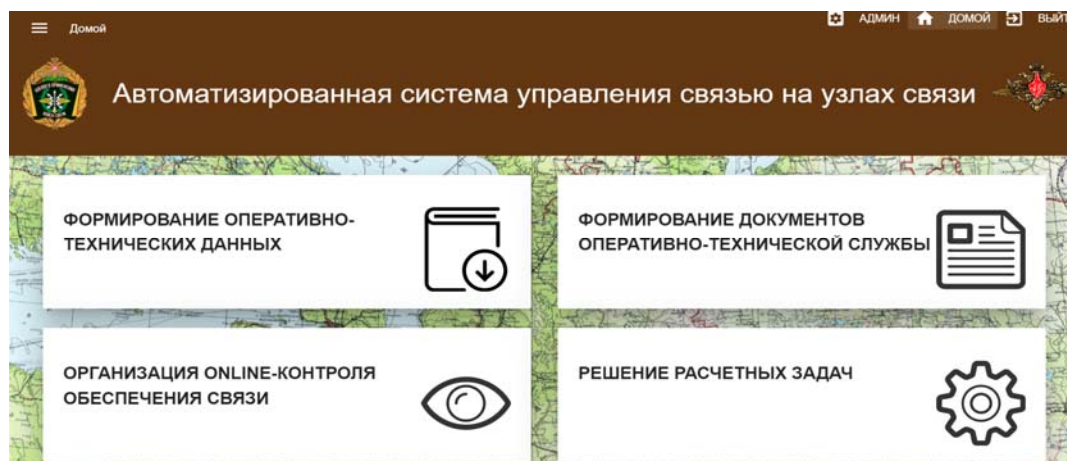 Домой
АДМИН
ДОМОЙ
Автоматизированная система управления связью на узлах связи
ФОРМИРОВАНИЕ ОПЕРАТИВНО-
ТЕХНИЧЕСКИХ ДАННЫХ
ФОРМИРОВАНИЕ ДОКУМЕНТОВ
ОПЕРАТИВНО-ТЕХНИЧЕСКОЙ СЛУЖБЫ
ОРГАНИЗАЦИЯ ONLINE-КОНТРОЛЯ
ОБЕСПЕЧЕНИЯ СВЯЗИ
РЕШЕНИЕ РАСЧЕТНЫХ ЗАДАЧ